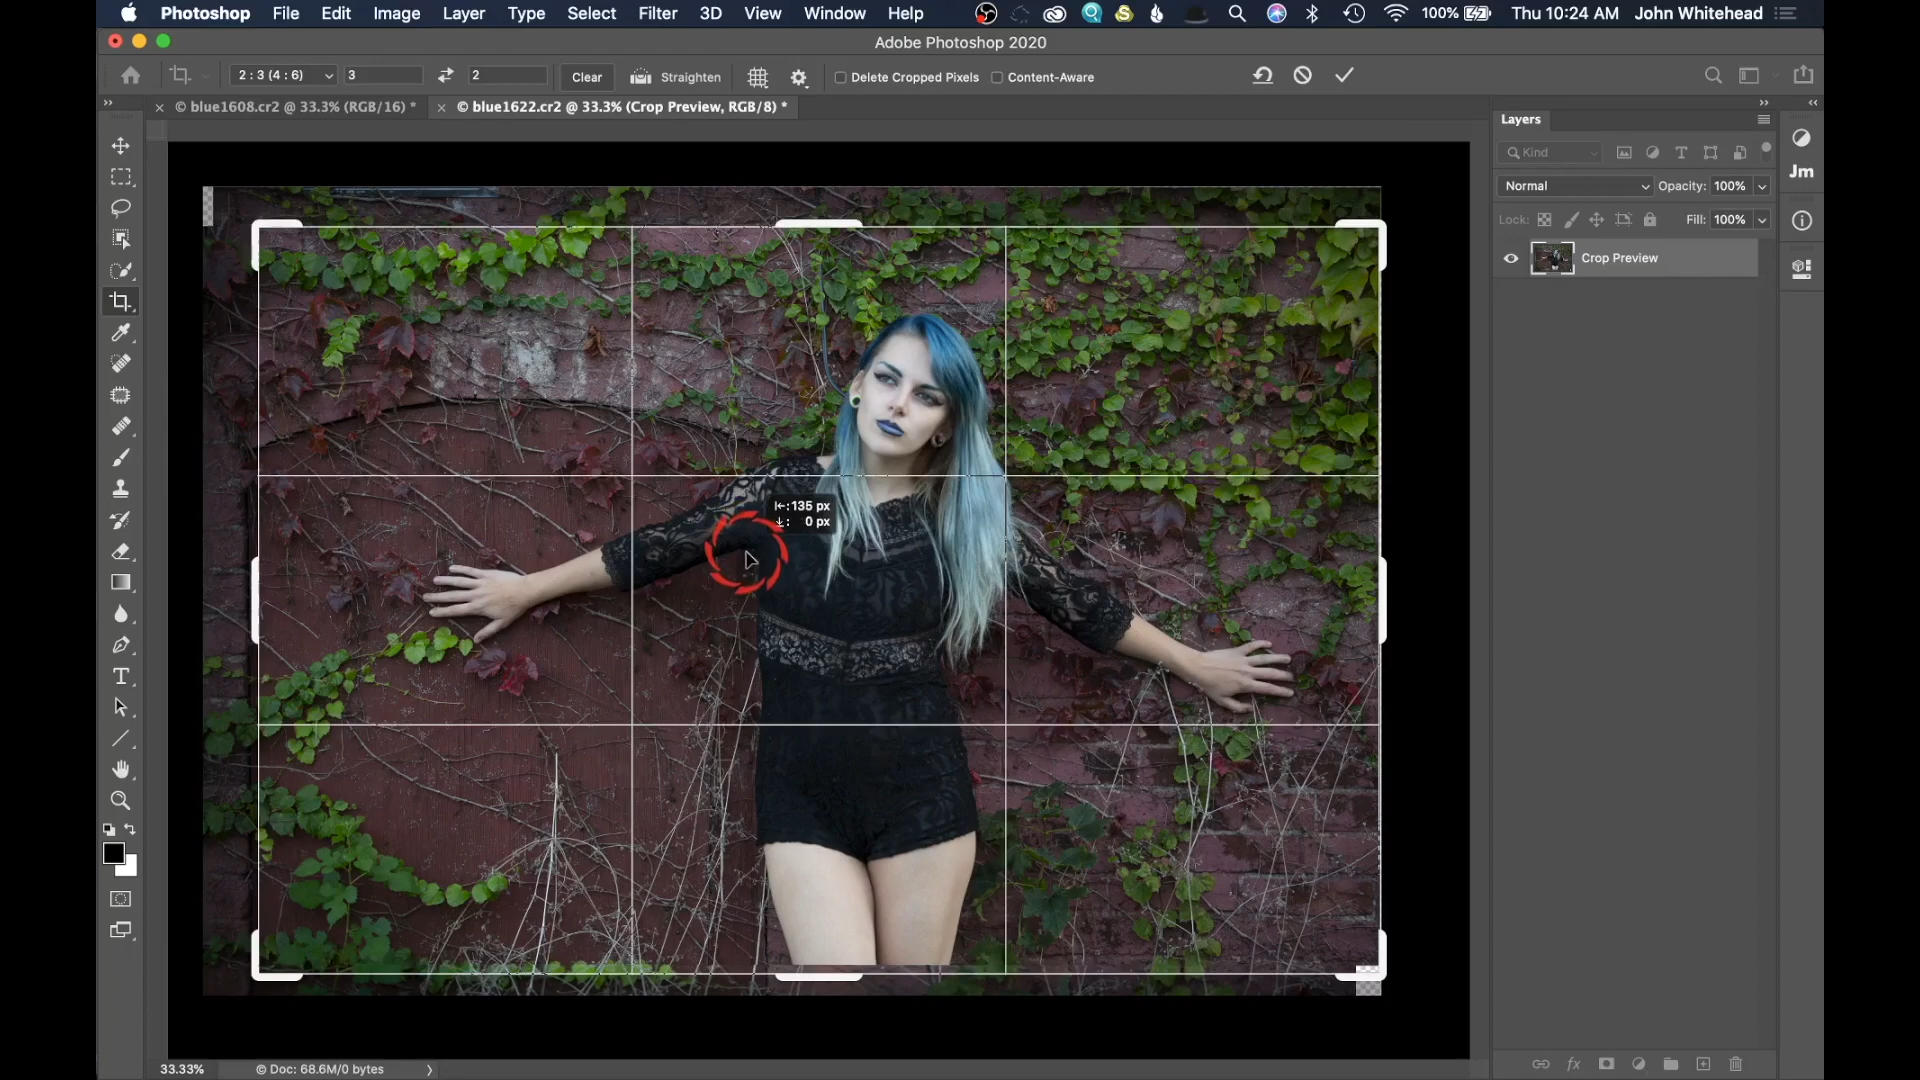 Photoshop File Edit Image Layer Type Select Filter 3D View Window Help 100% Thu 10:24 AM John Whitehead
Adobe Photoshop 2020
2 : 3 (4 : 6) 3 2 Clear Straighten Delete Cropped Pixels Content-Aware
© blue1608.cr2 @ 33.3% (RGB/16) * © blue1622.cr2 @ 33.3% (Crop Preview, RGB/8) *
Layers
Kind
Jm
Normal Opacity: 100%
Lock: Fill: 100%
Crop Preview
135 px
0 px
33.33% © Doc: 68.6M/0 bytes